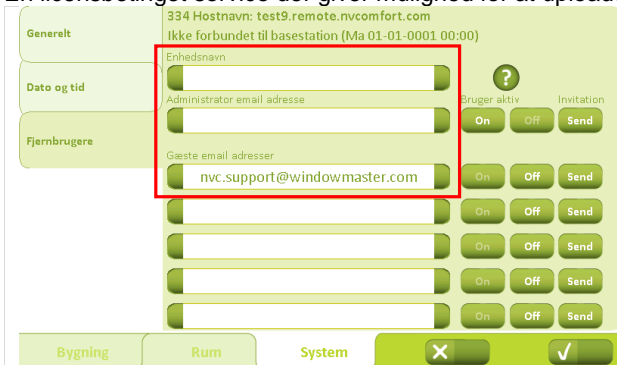 En licensbetinget service der giver mulighed for at upload
334 Hostnavn: test9.remote.nvcomfort.com
Generelt
Ikke forbundet til basestation (Ma 01-01-0001 00:00)
Enhedsnavn
Dato og tid
?
Administrator email adresse
Bruger aktiv
Invitation
On Off Send
Fjernbrugere
Gæste email adresser
nvc.support@windowmaster.com
On Off Send
On Off Send
On Off Send
On Off Send
On Off Send
Bygning Rum System